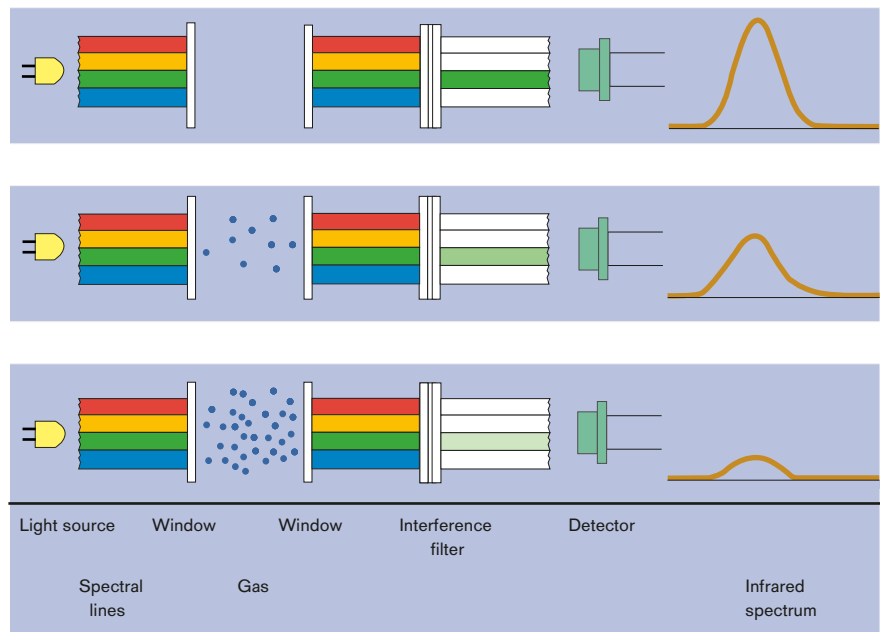 Light source
Window
Window
Interference
filter
Detector
Spectral
lines
Gas
Infrared
spectrum